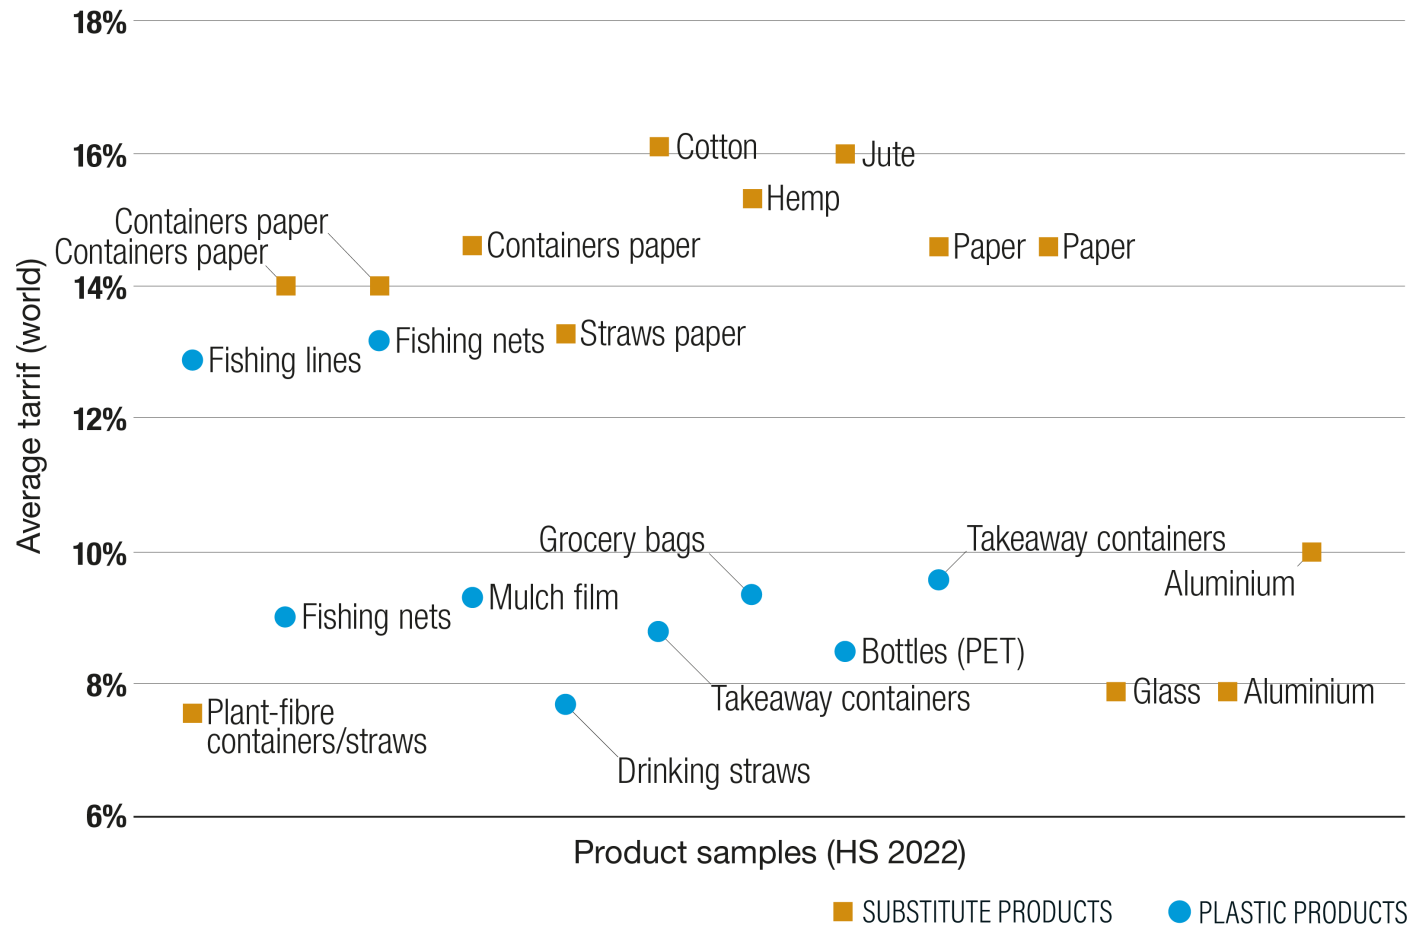 18%
16%
14%
12%
10%
8%
6%
Average tarrif (world)
Cotton
Jute
Hemp
Containers paper
Containers paper
Containers paper
Paper
Paper
Straws paper
Fishing nets
Fishing lines
Grocery bags
Takeaway containers
Aluminium
Mulch film
Fishing nets
Bottles (PET)
Takeaway containers
Glass
Aluminium
Plant-fibre
containers/straws
Drinking straws
Product samples (HS 2022)
SUBSTITUTE PRODUCTS
PLASTIC PRODUCTS